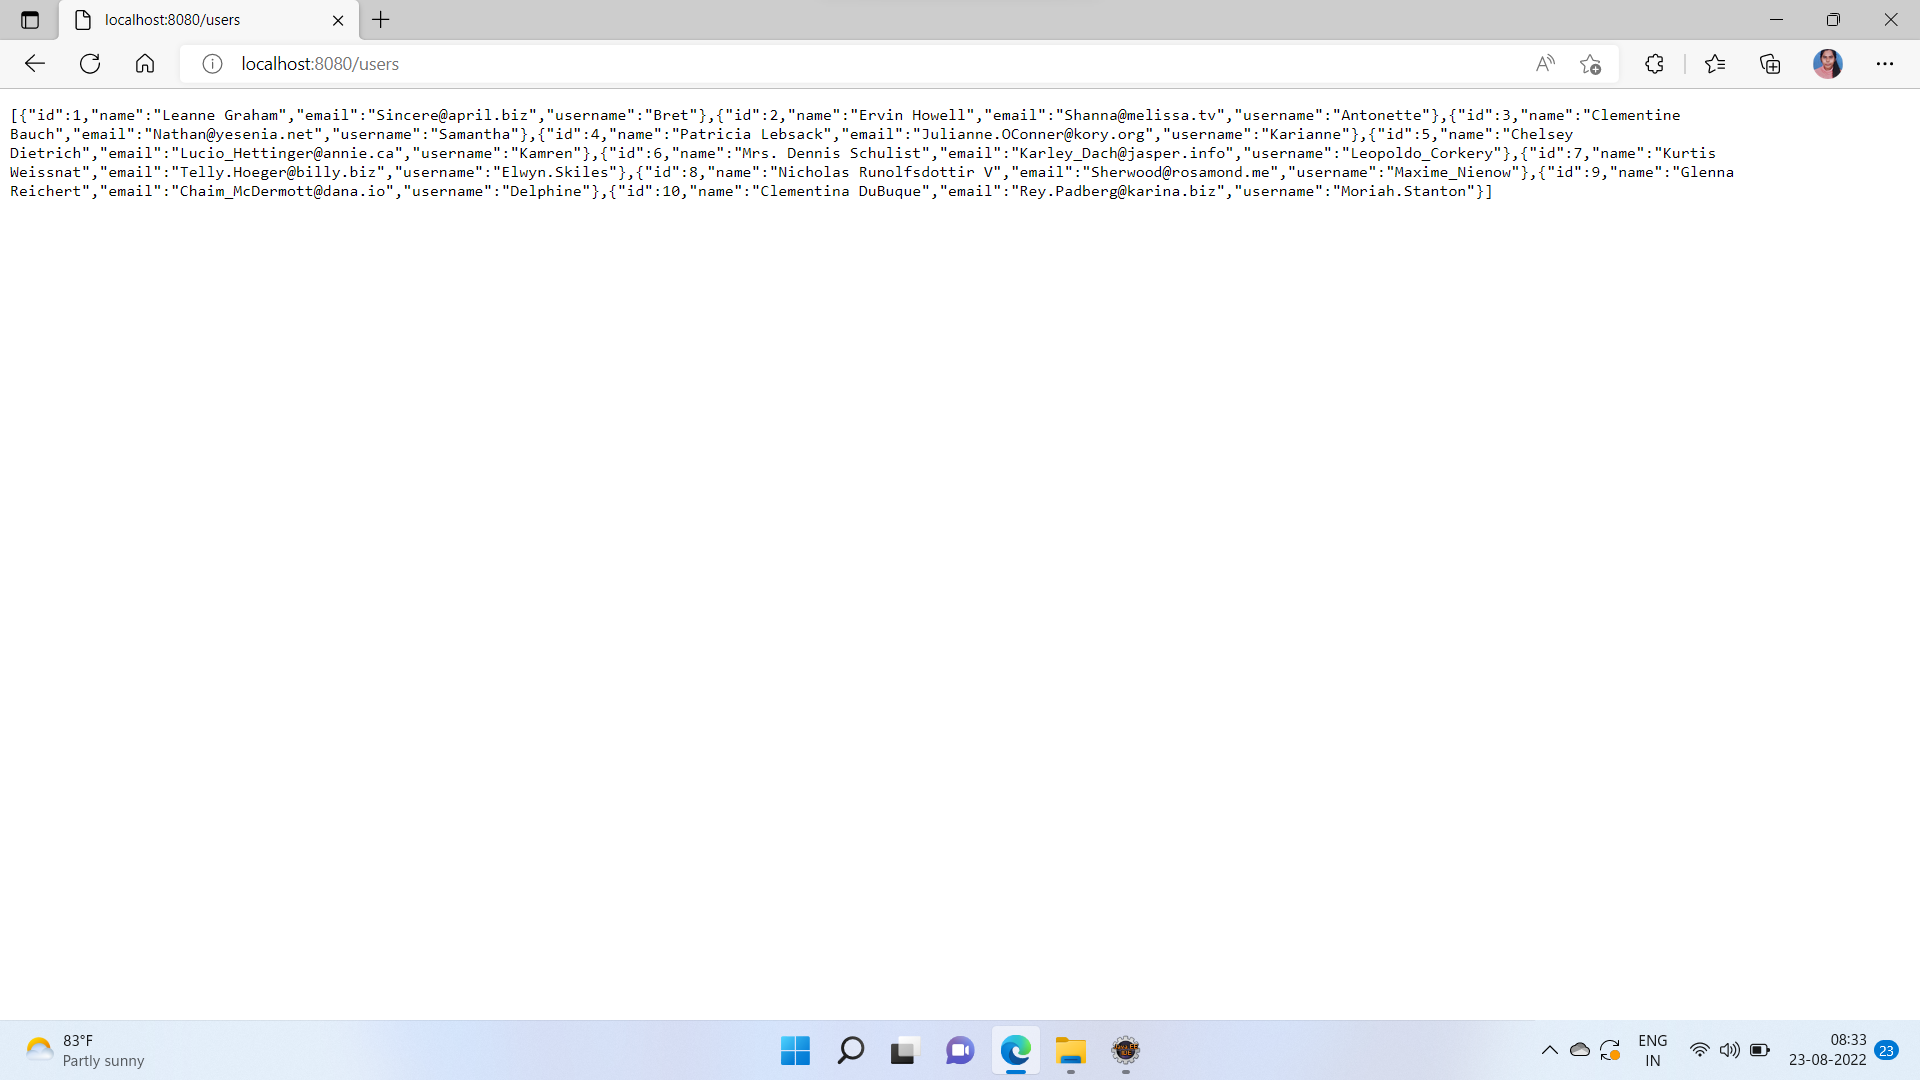 localhost:8080/users
localhost:8080/users
[{"id":1,"name":"Leanne Graham","email":"Sincere@april.biz","username":"Bret"},{"id":2,"name":"Ervin Howell","email":"Shanna@melissa.tv","username":"Antonette"},{"id":3,"name":"Clementine
Bauch","email":"Nathan@yesenia.net","username":"Samantha"},{"id":4,"name":"Patricia Lebsack","email":"Julianne.OConner@kory.org","username":"Karianne"},{"id":5,"name":"Chelsey
Dietrich","email":"Lucio_Hettinger@annie.ca","username":"Kamren"},{"id":6,"name":"Mrs. Dennis Schulist","email":"Karley_Dach@jasper.info","username":"Leopoldo_Corkery"},{"id":7,"name":"Kurtis
Weissnat","email":"Telly.Hoeger@billy.biz","username":"Elwyn.Skiles"},{"id":8,"name":"Nicholas Runolfsdottir V","email":"Sherwood@rosamond.me","username":"Maxime_Nienow"},{"id":9,"name":"Glenna
Reichert","email":"Chaim_McDermott@dana.io","username":"Delphine"},{"id":10,"name":"Clementina DuBuque","email":"Rey.Padberg@karina.biz","username":"Moriah.Stanton"}]
83°F
Partly sunny
ENG
IN
08:33
23-08-2022
23